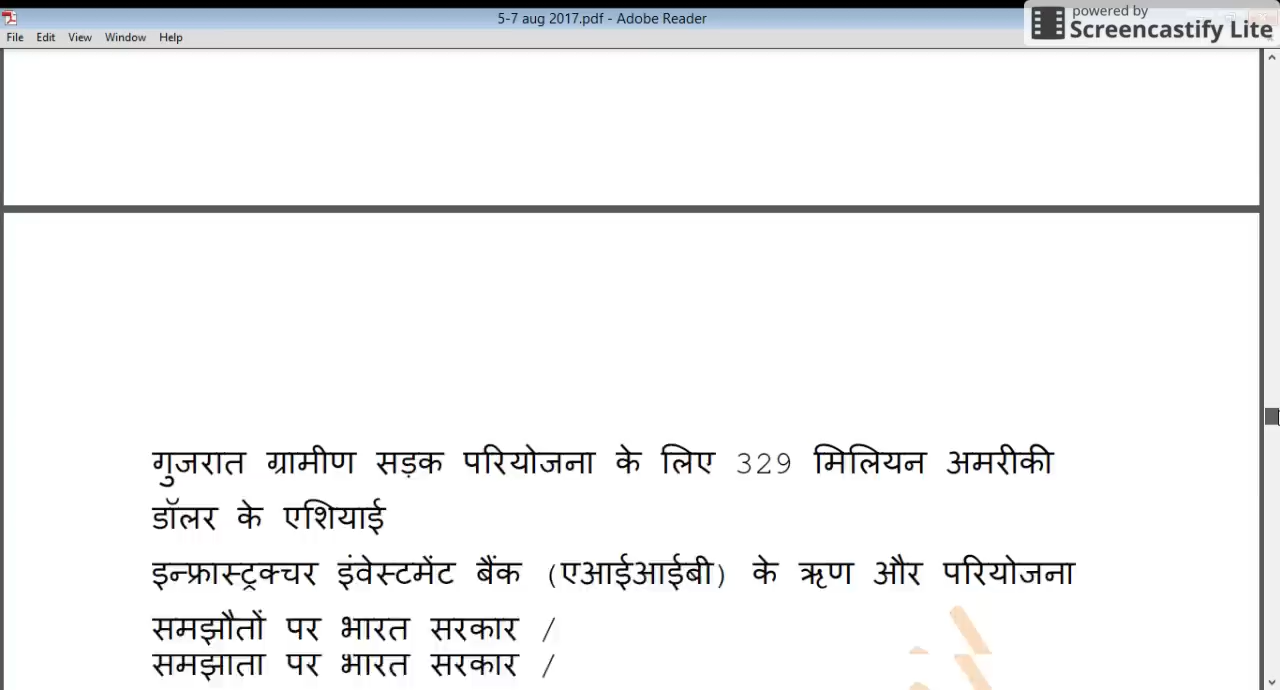 5-7 aug 2017.pdf - Adobe Reader
powered by
Screencastify Lite
File Edit View Window Help
गुजरात ग्रामीण सड़क परियोजना के लिए 329 मिलियन अमरीकी
डॉलर के एशियाई
इन्फ्रास्ट्रक्चर इंवेस्टमेंट बैंक (एआईआईबी) के ऋण और परियोजना
समझौतों पर भारत सरकार /
समझाता पर भारत सरकार /